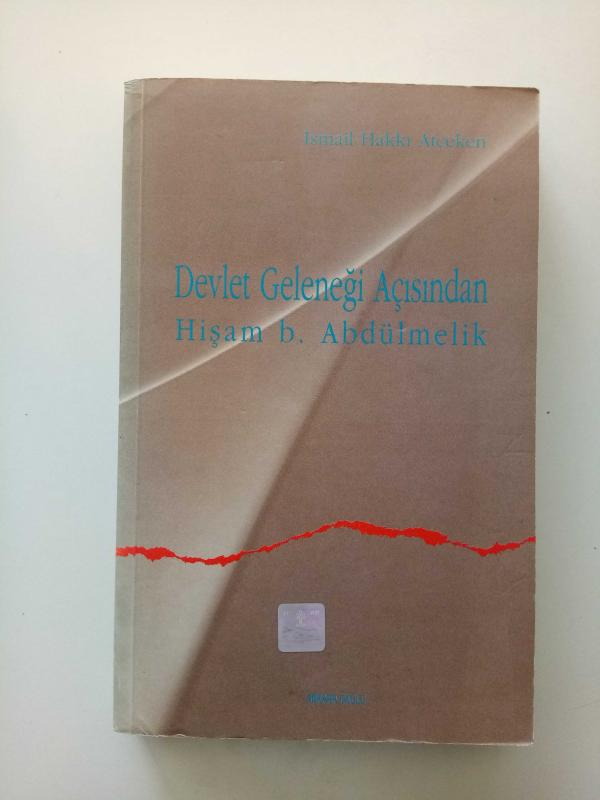 İsmail Hakkı Atçeken
Devlet Geleneği Açısından
Hişam b. Abdülmelik